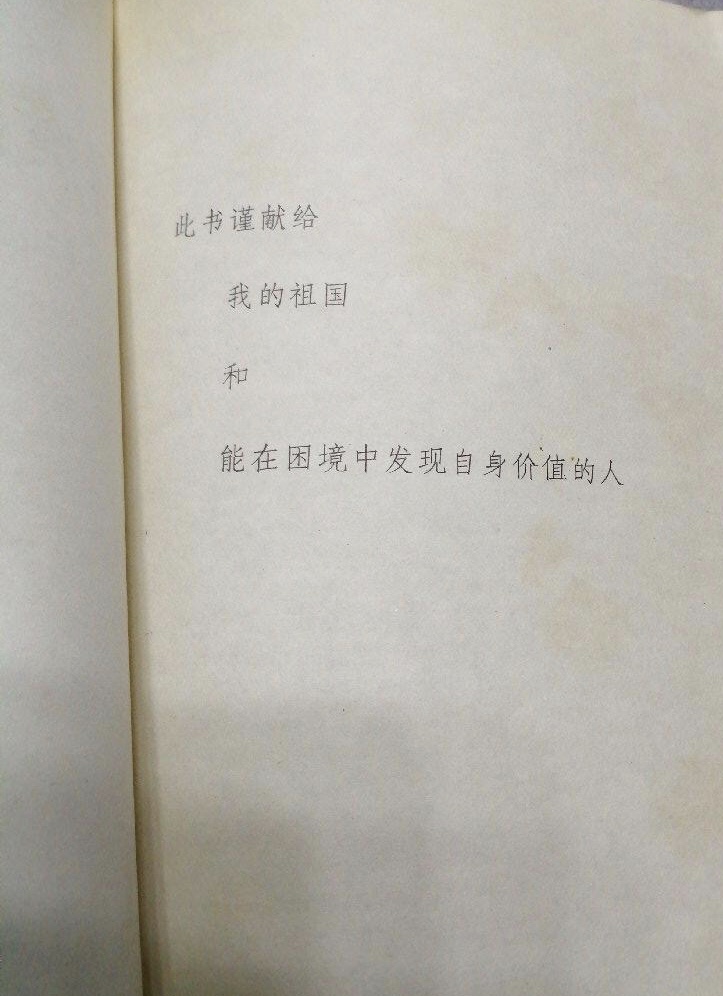 此书谨献给
我的祖国
和
能在困境中发现自身价值的人